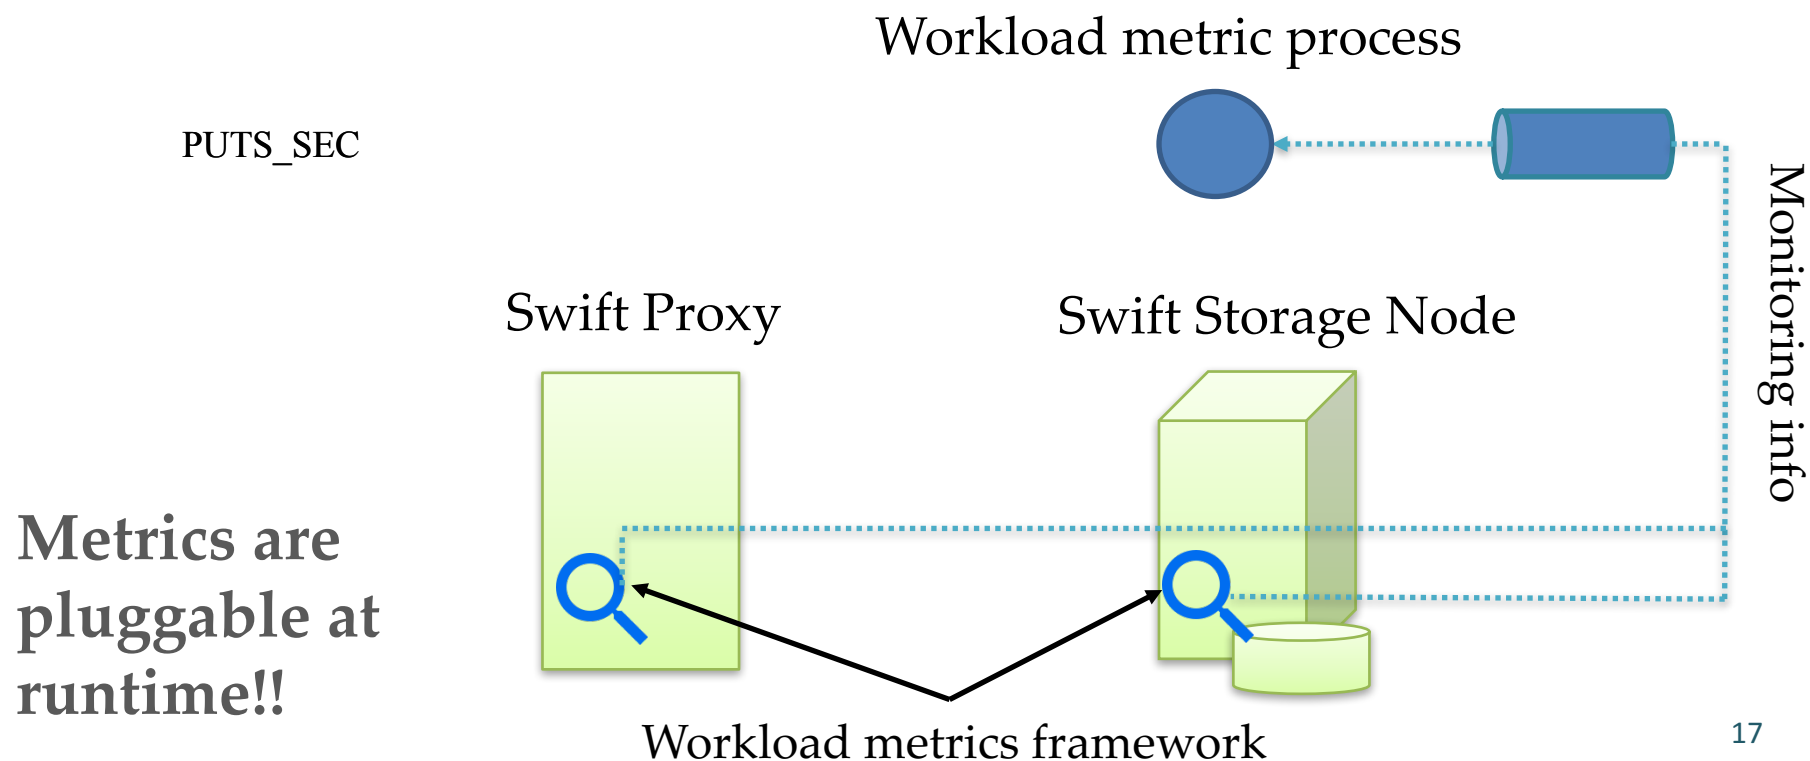 Workload metric process
PUTS_SEC
Monitoring info
Swift Proxy
Swift Storage Node
Metrics are
pluggable at
runtime!!
Workload metrics framework
17